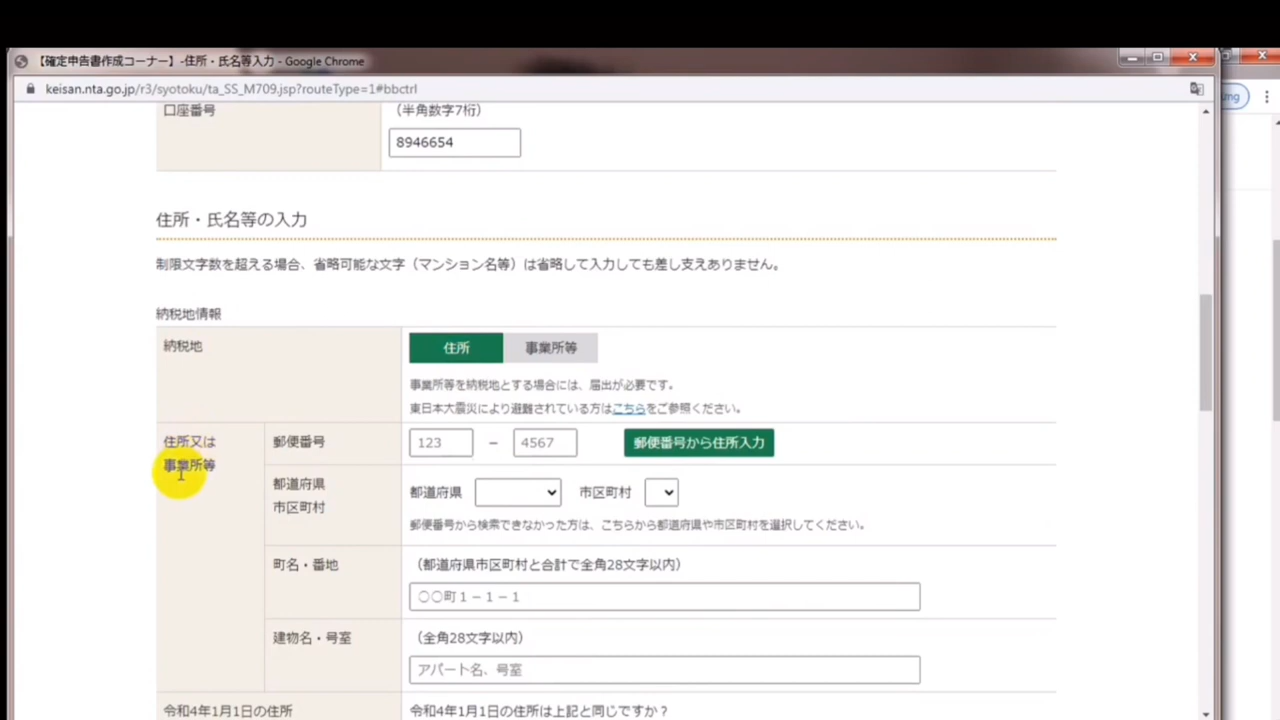 【確定申告書作成コーナー】-住所・氏名等入力 - Google Chrome
keisan.nta.go.jp/r3/syotoku/ta_SS_M709.jsp?routeType=1#bbctrl
口座番号
（半角数字7桁）
8946654
住所・氏名等の入力
制限文字数を超える場合、省略可能な文字（マンション名等）は省略して入力しても差し支えありません。
納税地情報
納税地
住所 事業所等
事業所等を納税地とする場合には、届出が必要です。
東日本大震災により避難されている方はこちらをご参照ください。
住所又は
事業所等
郵便番号
123 － 4567 郵便番号から住所入力
都道府県
市区町村
都道府県 市区町村
郵便番号から検索できなかった方は、こちらから都道府県や市区町村を選択してください。
町名・番地
（都道府県市区町村と合計で全角28文字以内）
○○町１－１－１
建物名・号室
（全角28文字以内）
アパート名、号室
令和4年1月1日の住所
令和4年1月1日の住所は上記と同じですか？